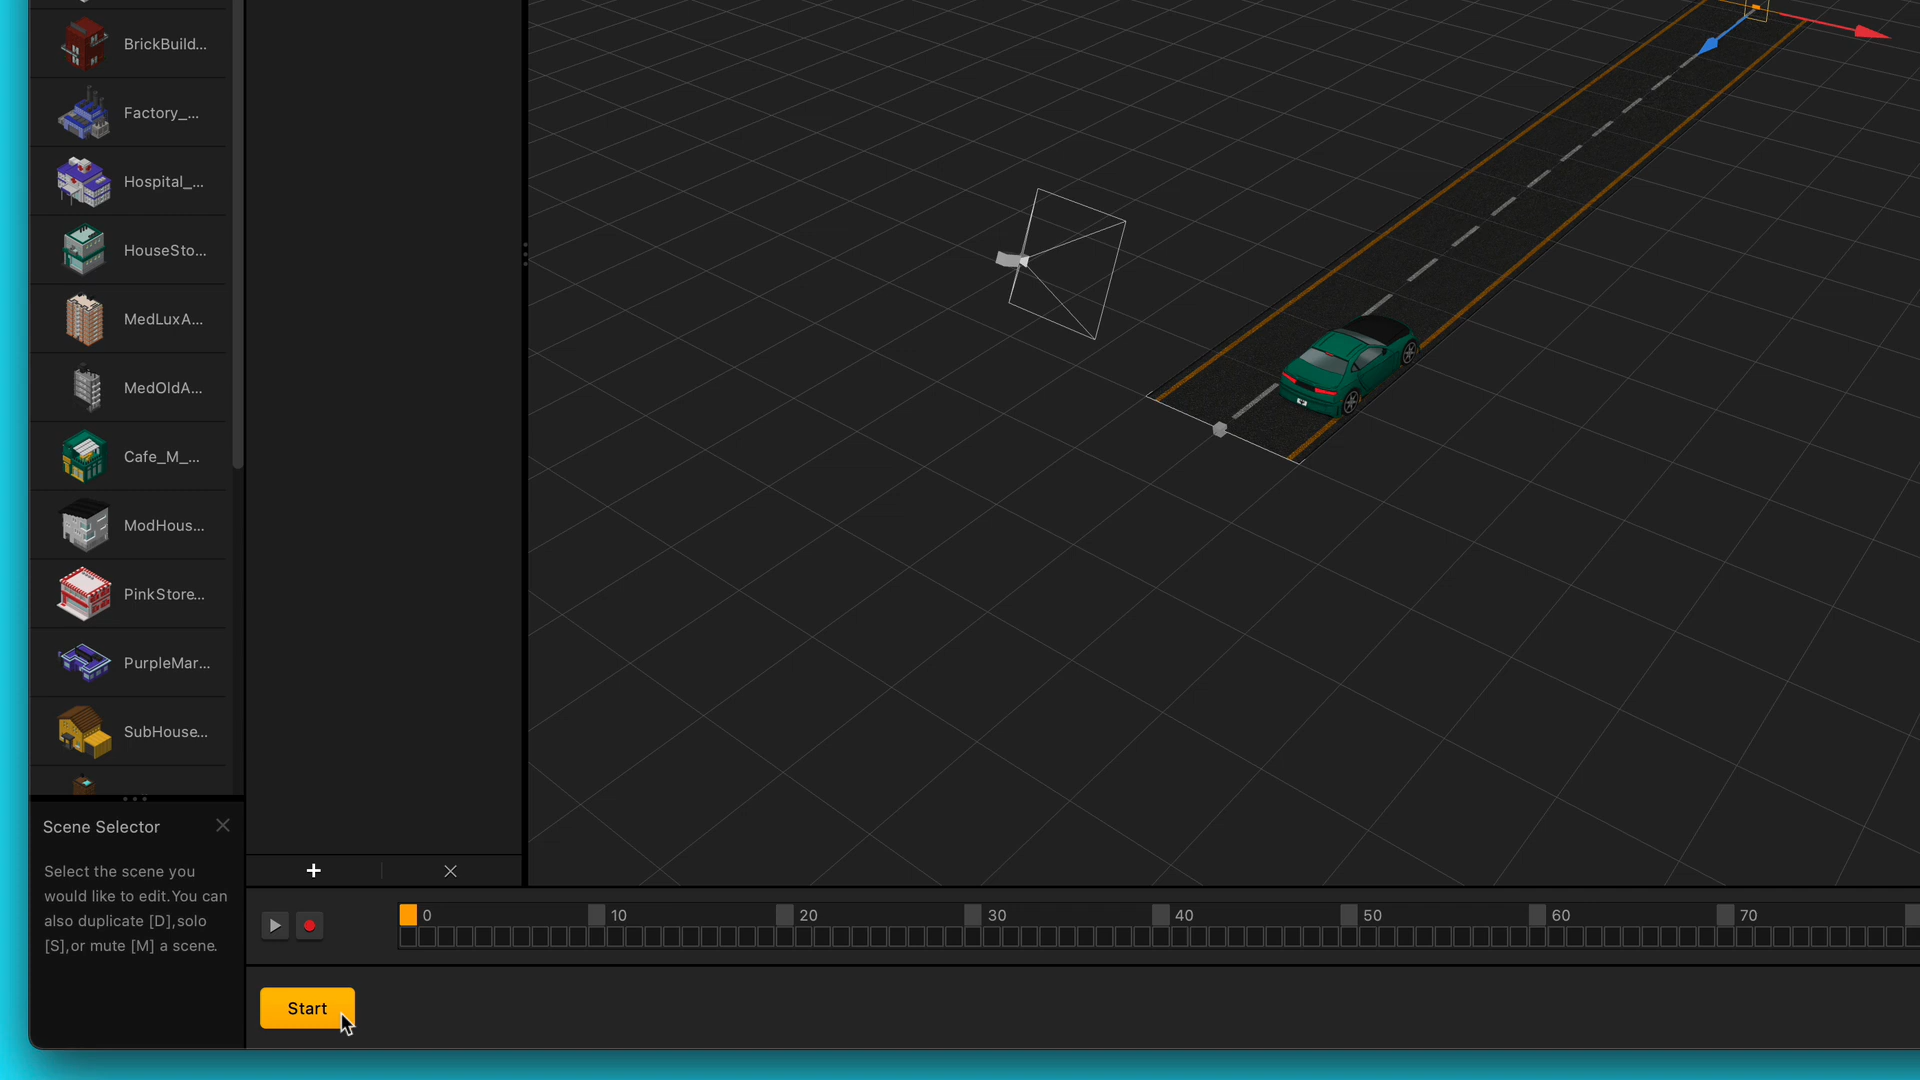 BrickBuild...
Factory_...
Hospital_...
HouseSto...
MedLuxA...
MedOldA...
Cafe_M_...
ModHous...
PinkStore...
PurpleMar...
SubHouse...
Scene Selector
Select the scene you
would like to edit.You can
also duplicate [D],solo
[S],or mute [M] a scene.
0 10 20 30 40 50 60 70
Start